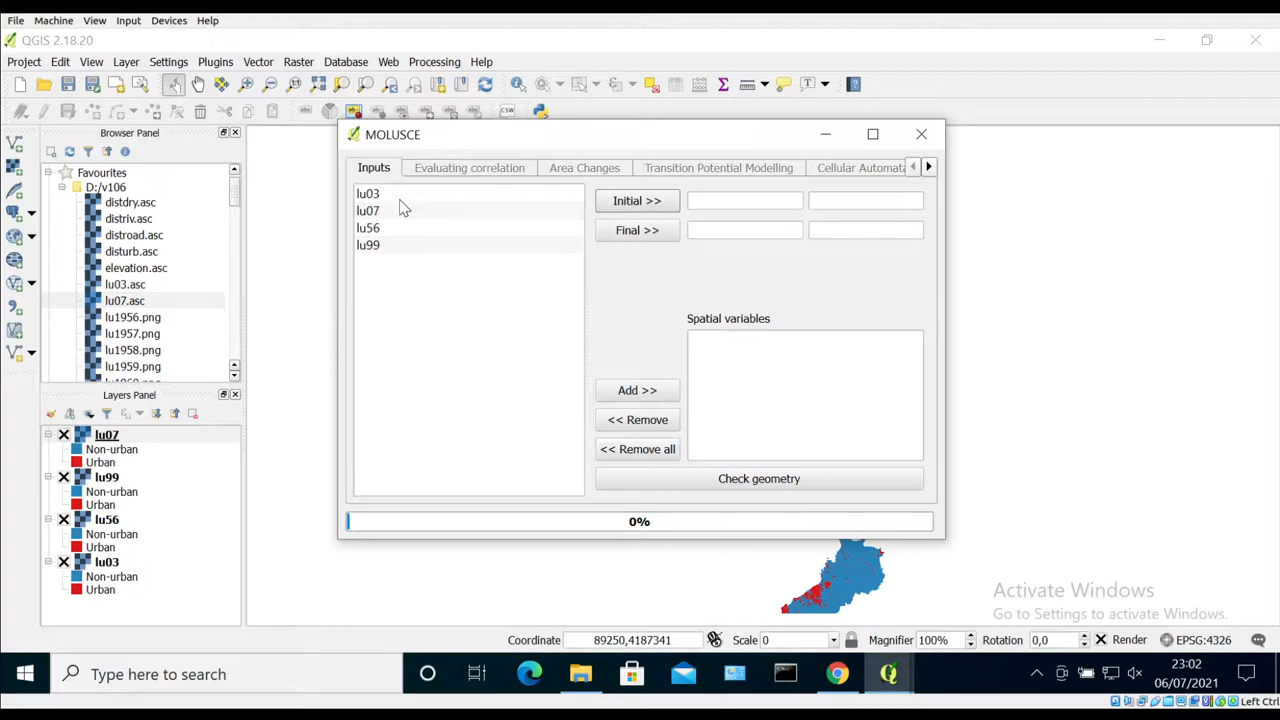 File Machine View Input Devices Help
QGIS 2.18.20
Project Edit View Layer Settings Plugins Vector Raster Database Web Processing Help
Browser Panel
Favourites
D:/v106
distdry.asc
distriv.asc
distroad.asc
disturb.asc
elevation.asc
lu03.asc
lu07.asc
lu1956.png
lu1957.png
lu1958.png
lu1959.png
Layers Panel
lu07
Non-urban
Urban
lu99
Non-urban
Urban
lu56
Non-urban
Urban
lu03
Non-urban
Urban
MOLUSCE
Inputs Evaluating correlation Area Changes Transition Potential Modelling Cellular Automata
lu03
lu07
lu56
lu99
Initial >>
Final >>
Spatial variables
Add >>
<< Remove
<< Remove all
Check geometry
0%
Activate Windows
Go to Settings to activate Windows.
Coordinate 89250,4187341 Scale 0 Magnifier 100% Rotation 0,0 Render EPSG:4326
Type here to search
23:02
06/07/2021
Left Ctrl